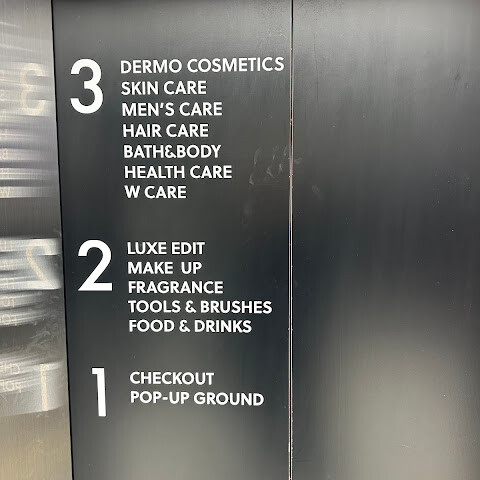 3
DERMO COSMETICS
SKIN CARE
MEN'S CARE
HAIR CARE
BATH&BODY
HEALTH CARE
W CARE
2
LUXE EDIT
MAKE UP
FRAGRANCE
TOOLS & BRUSHES
FOOD & DRINKS
1
CHECKOUT
POP-UP GROUND